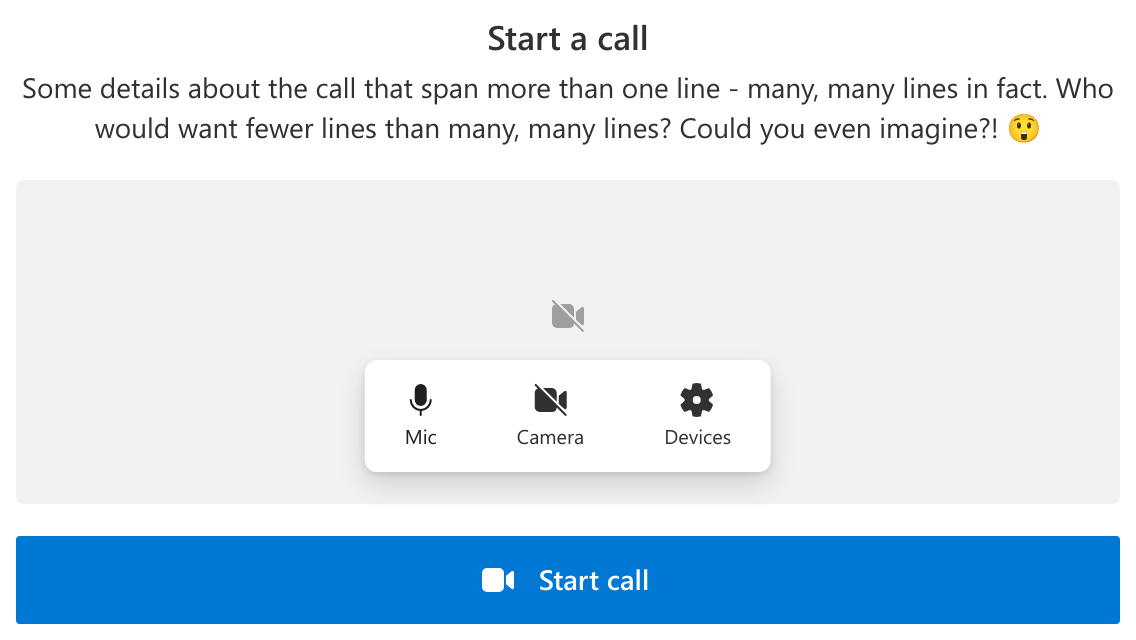 Start a call
Some details about the call that span more than one line - many, many lines in fact. Who
would want fewer lines than many, many lines? Could you even imagine?! 😲
Mic
Camera
Devices
Start call